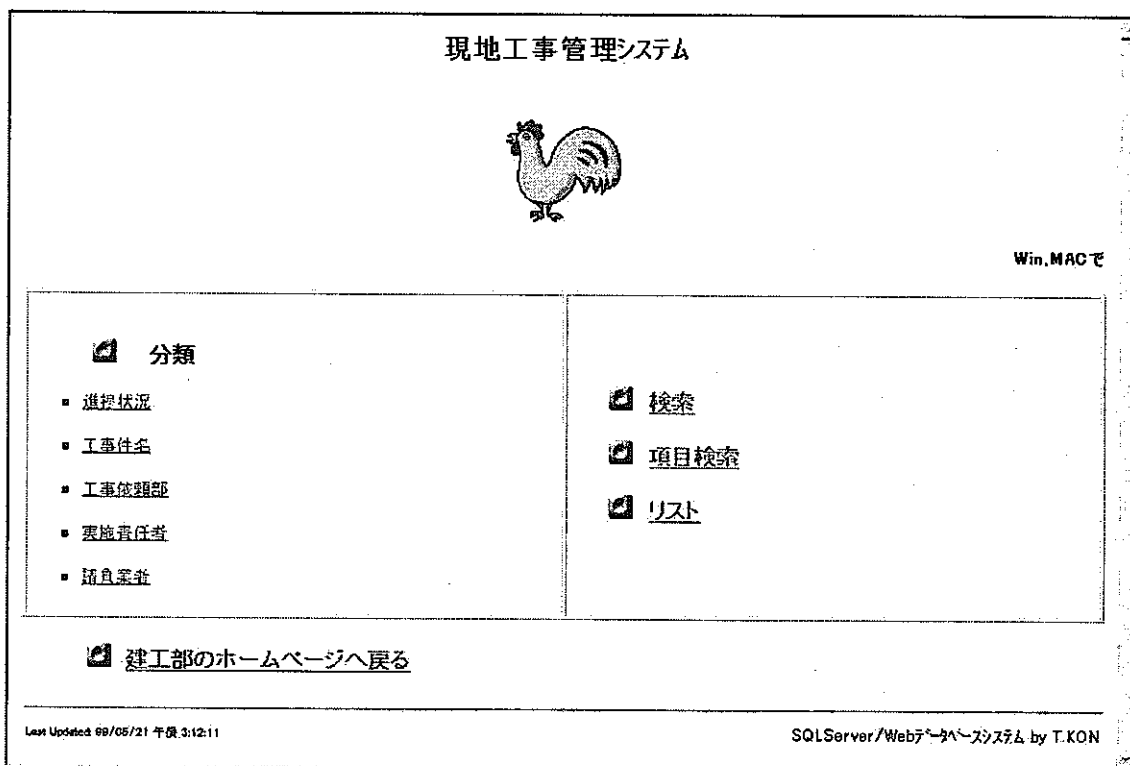 現地工事管理システム
Win,MACで
分類
進捗状況
工事件名
工事依頼部
実施責任者
請負業者
検索
項目検索
リスト
建工部のホームページへ戻る
Last Updated 99/05/21 午後 3:12:11
SQLServer/Webデータベースシステム by T.KON